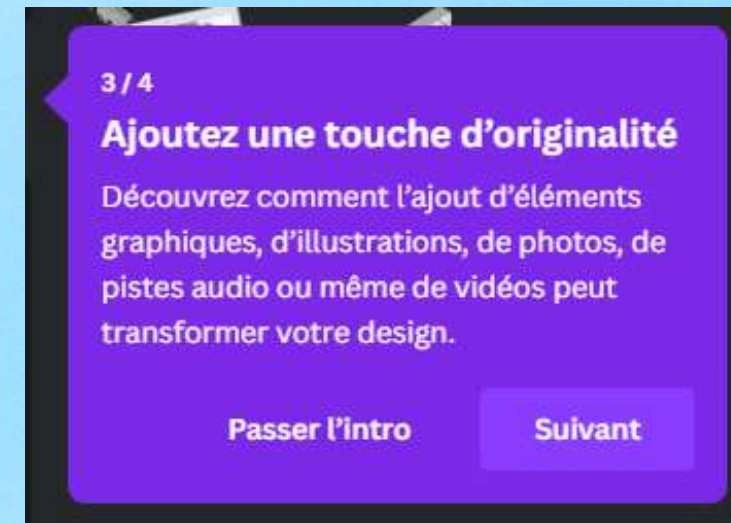 3 / 4
Ajoutez une touche d’originalité
Découvrez comment l’ajout d’éléments
graphiques, d’illustrations, de photos, de
pistes audio ou même de vidéos peut
transformer votre design.
Passer l’intro
Suivant